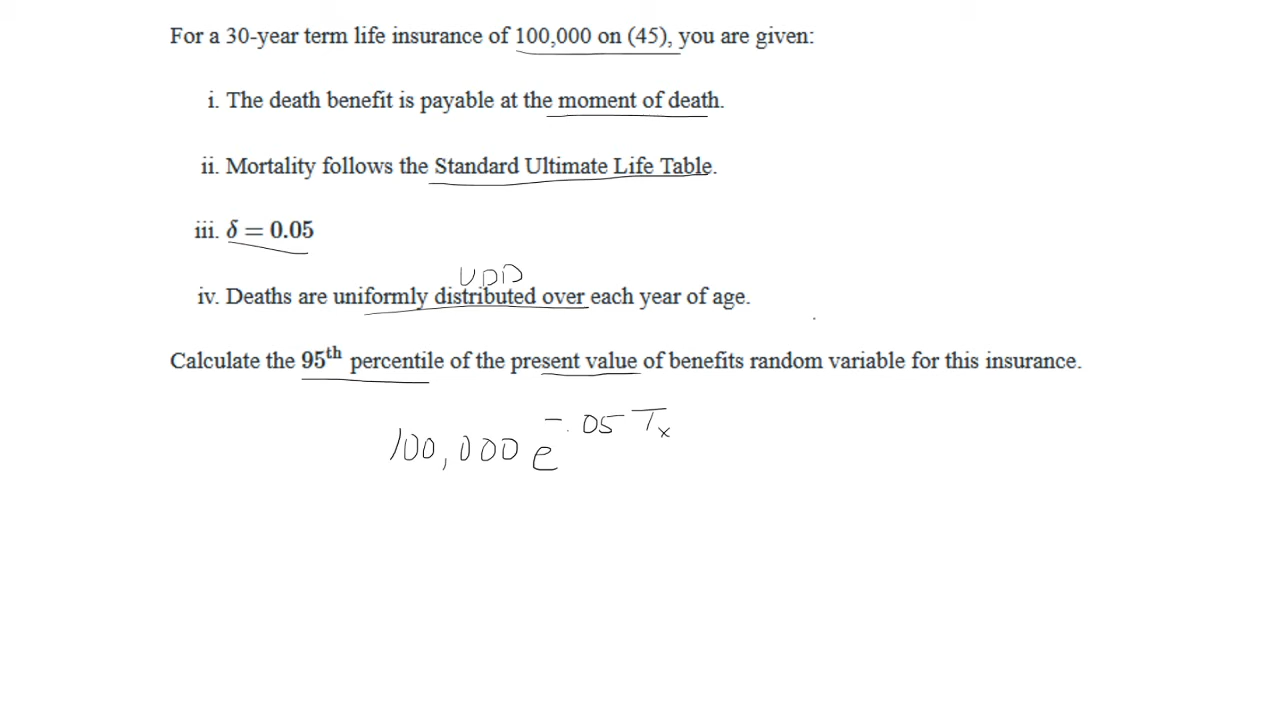 For a 30-year term life insurance of 100,000 on (45), you are given:
i. The death benefit is payable at the moment of death.
ii. Mortality follows the Standard Ultimate Life Table.
iii. δ = 0.05
UDD
iv. Deaths are uniformly distributed over each year of age.
Calculate the 95th percentile of the present value of benefits random variable for this insurance.
100,000 e^-.05 Tx